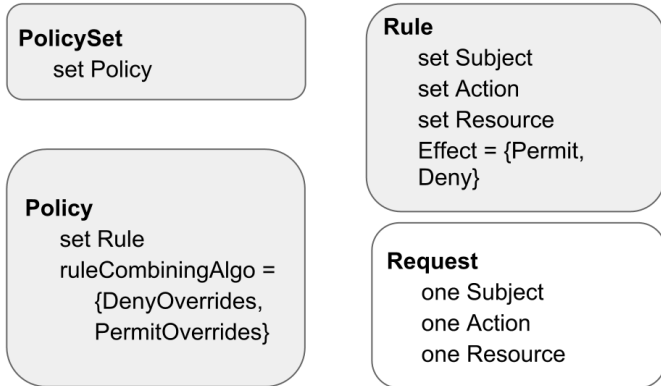 PolicySet
set Policy
Policy
set Rule
ruleCombiningAlgo =
{DenyOverrides,
PermitOverrides}
Rule
set Subject
set Action
set Resource
Effect = {Permit,
Deny}
Request
one Subject
one Action
one Resource